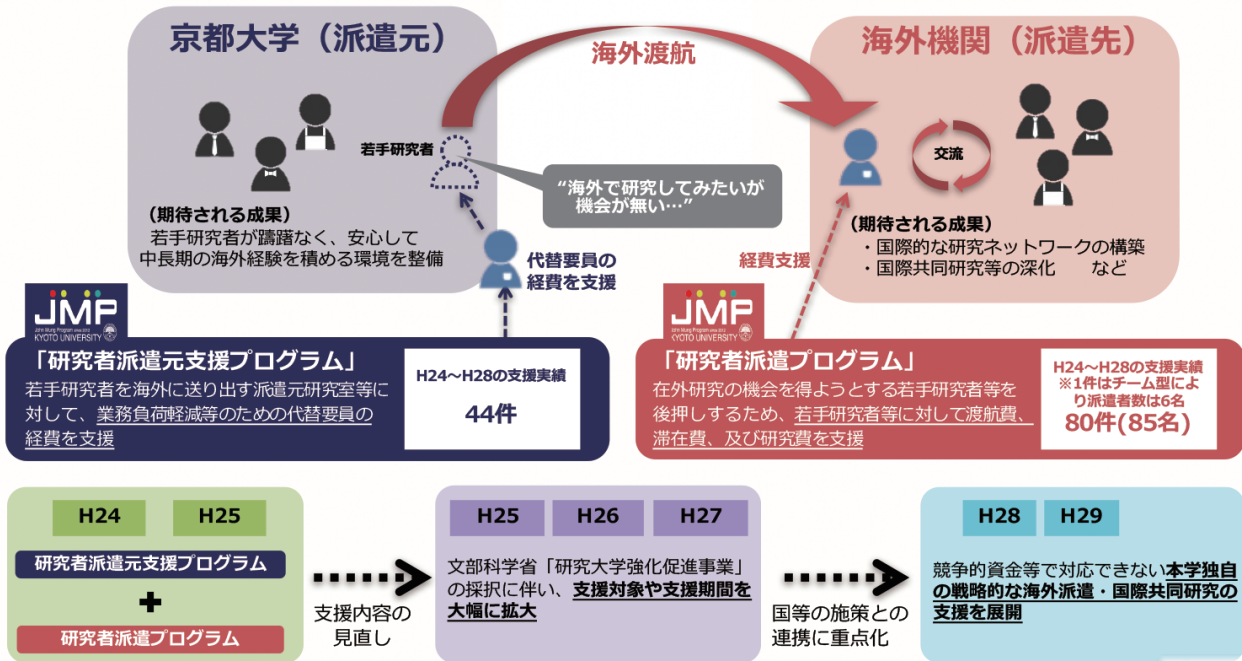 京都大学（派遣元）
海外渡航
海外機関（派遣先）
若手研究者
交流
“海外で研究してみたいが
機会が無い…”
（期待される成果）
若手研究者が躊躇なく、安心して
中長期の海外経験を積める環境を整備
代替要員の
経費を支援
経費支援
（期待される成果）
・国際的な研究ネットワークの構築
・国際共同研究等の深化　など
JMP
John Mung Program since 2012
KYOTO UNIVERSITY
「研究者派遣元支援プログラム」
若手研究者を海外に送り出す派遣元研究室等に
対して、業務負荷軽減等のための代替要員の
経費を支援
H24～H28の支援実績
44件
JMP
John Mung Program since 2012
KYOTO UNIVERSITY
「研究者派遣プログラム」
在外研究の機会を得ようとする若手研究者等を
後押しするため、若手研究者等に対して渡航費、
滞在費、及び研究費を支援
H24～H28の支援実績
※1件はチーム型によ
り派遣者数は6名
80件(85名)
H24
H25
研究者派遣元支援プログラム
+
研究者派遣プログラム
支援内容の
見直し
H25
H26
H27
文部科学省「研究大学強化促進事業」
の採択に伴い、支援対象や支援期間を
大幅に拡大
国等の施策との
連携に重点化
H28
H29
競争的資金等で対応できない本学独自
の戦略的な海外派遣・国際共同研究の
支援を展開